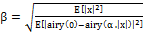 β = √(E[|x|²] / E[|airy(0)−airy(α,|x|)|²])